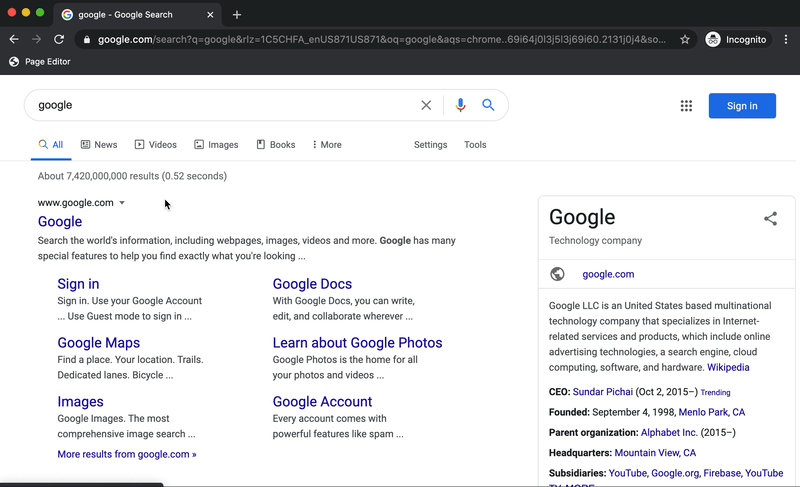 google - Google Search
google.com/search?q=google&rlz=1C5CHFA_enUS871US871&oq=google&aqs=chrome..69i64j0l3j5l3j69i60.2131j0j4&so...
Incognito
Page Editor
google
Sign in
All
News
Videos
Images
Books
More
Settings
Tools
About 7,420,000,000 results (0.52 seconds)
www.google.com
Google
Search the world's information, including webpages, images, videos and more. Google has many
special features to help you find exactly what you're looking ...
Sign in
Sign in. Use your Google Account
... Use Guest mode to sign in ...
Google Docs
With Google Docs, you can write,
edit, and collaborate wherever ...
Google Maps
Find a place. Your location. Trails.
Dedicated lanes. Bicycle ...
Learn about Google Photos
Google Photos is the home for all
your photos and videos ...
Images
Google Images. The most
comprehensive image search ...
Google Account
Every account comes with
powerful features like spam ...
More results from google.com »
Google
Technology company
google.com
Google LLC is an United States based multinational
technology company that specializes in Internet-
related services and products, which include online
advertising technologies, a search engine, cloud
computing, software, and hardware. Wikipedia
CEO: Sundar Pichai (Oct 2, 2015–) Trending
Founded: September 4, 1998, Menlo Park, CA
Parent organization: Alphabet Inc. (2015–)
Headquarters: Mountain View, CA
Subsidiaries: YouTube, Google.org, Firebase, YouTube
TV, MORE